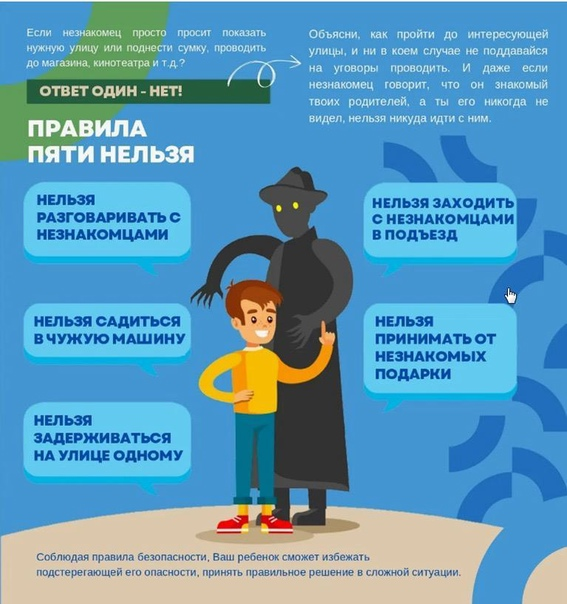 Если незнакомец просто просит показать
нужную улицу или поднести сумку, проводить
до магазина, кинотеатра и т.д.?
ОТВЕТ ОДИН - НЕТ!
Объясни, как пройти до интересующей
улицы, и ни в коем случае не поддавайся
на уговоры проводить. И даже если
незнакомец говорит, что он знакомый
твоих родителей, а ты его никогда не
видел, нельзя никуда идти с ним.
ПРАВИЛА
ПЯТИ НЕЛЬЗЯ
НЕЛЬЗЯ
РАЗГОВАРИВАТЬ С
НЕЗНАКОМЦАМИ
НЕЛЬЗЯ ЗАХОДИТЬ
С НЕЗНАКОМЦАМИ
В ПОДЪЕЗД
НЕЛЬЗЯ САДИТЬСЯ
В ЧУЖУЮ МАШИНУ
НЕЛЬЗЯ
ПРИНИМАТЬ ОТ
НЕЗНАКОМЫХ
ПОДАРКИ
НЕЛЬЗЯ
ЗАДЕРЖИВАТЬСЯ
НА УЛИЦЕ ОДНОМУ
Соблюдая правила безопасности, Ваш ребенок сможет избежать
подстерегающей его опасности, принять правильное решение в сложной ситуации.